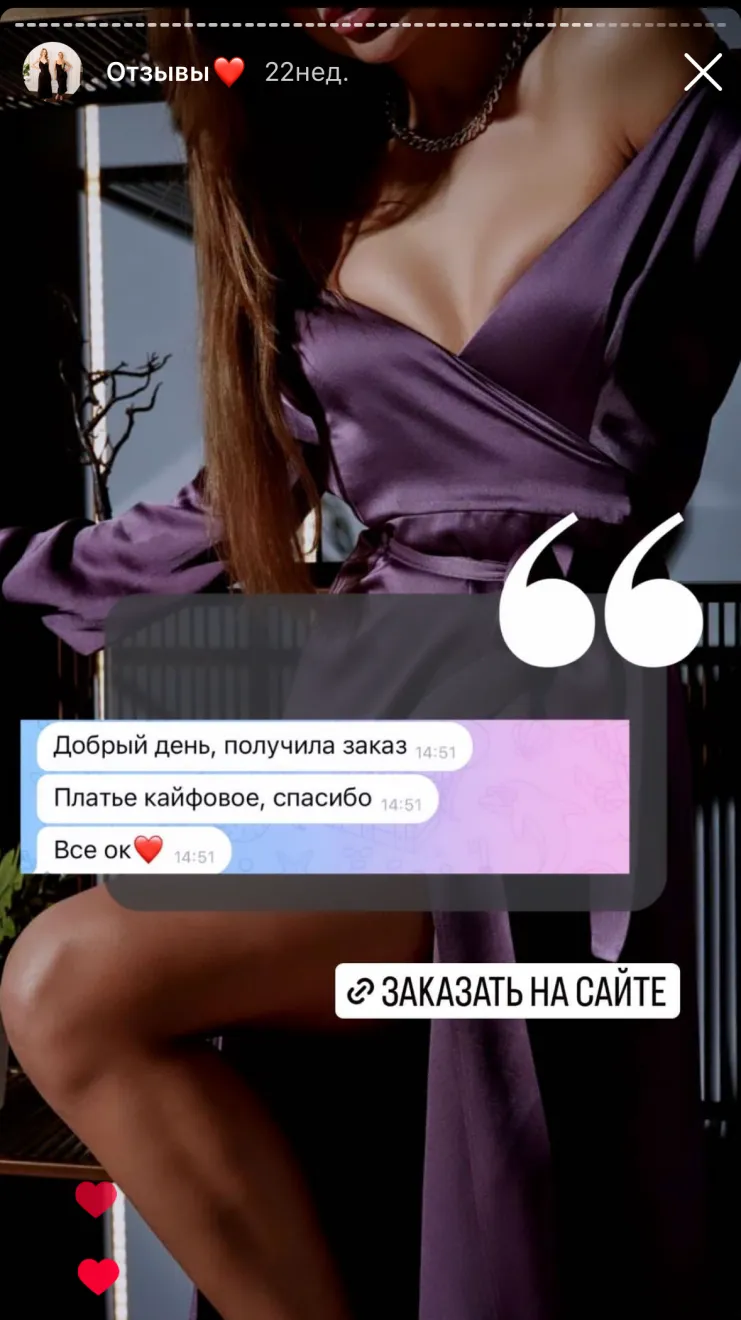 Отзывы❤️ 22нед.
“
Добрый день, получила заказ 14:51
Платье кайфовое, спасибо 14:51
Все ок❤️ 14:51
ЗАКАЗАТЬ НА САЙТЕ